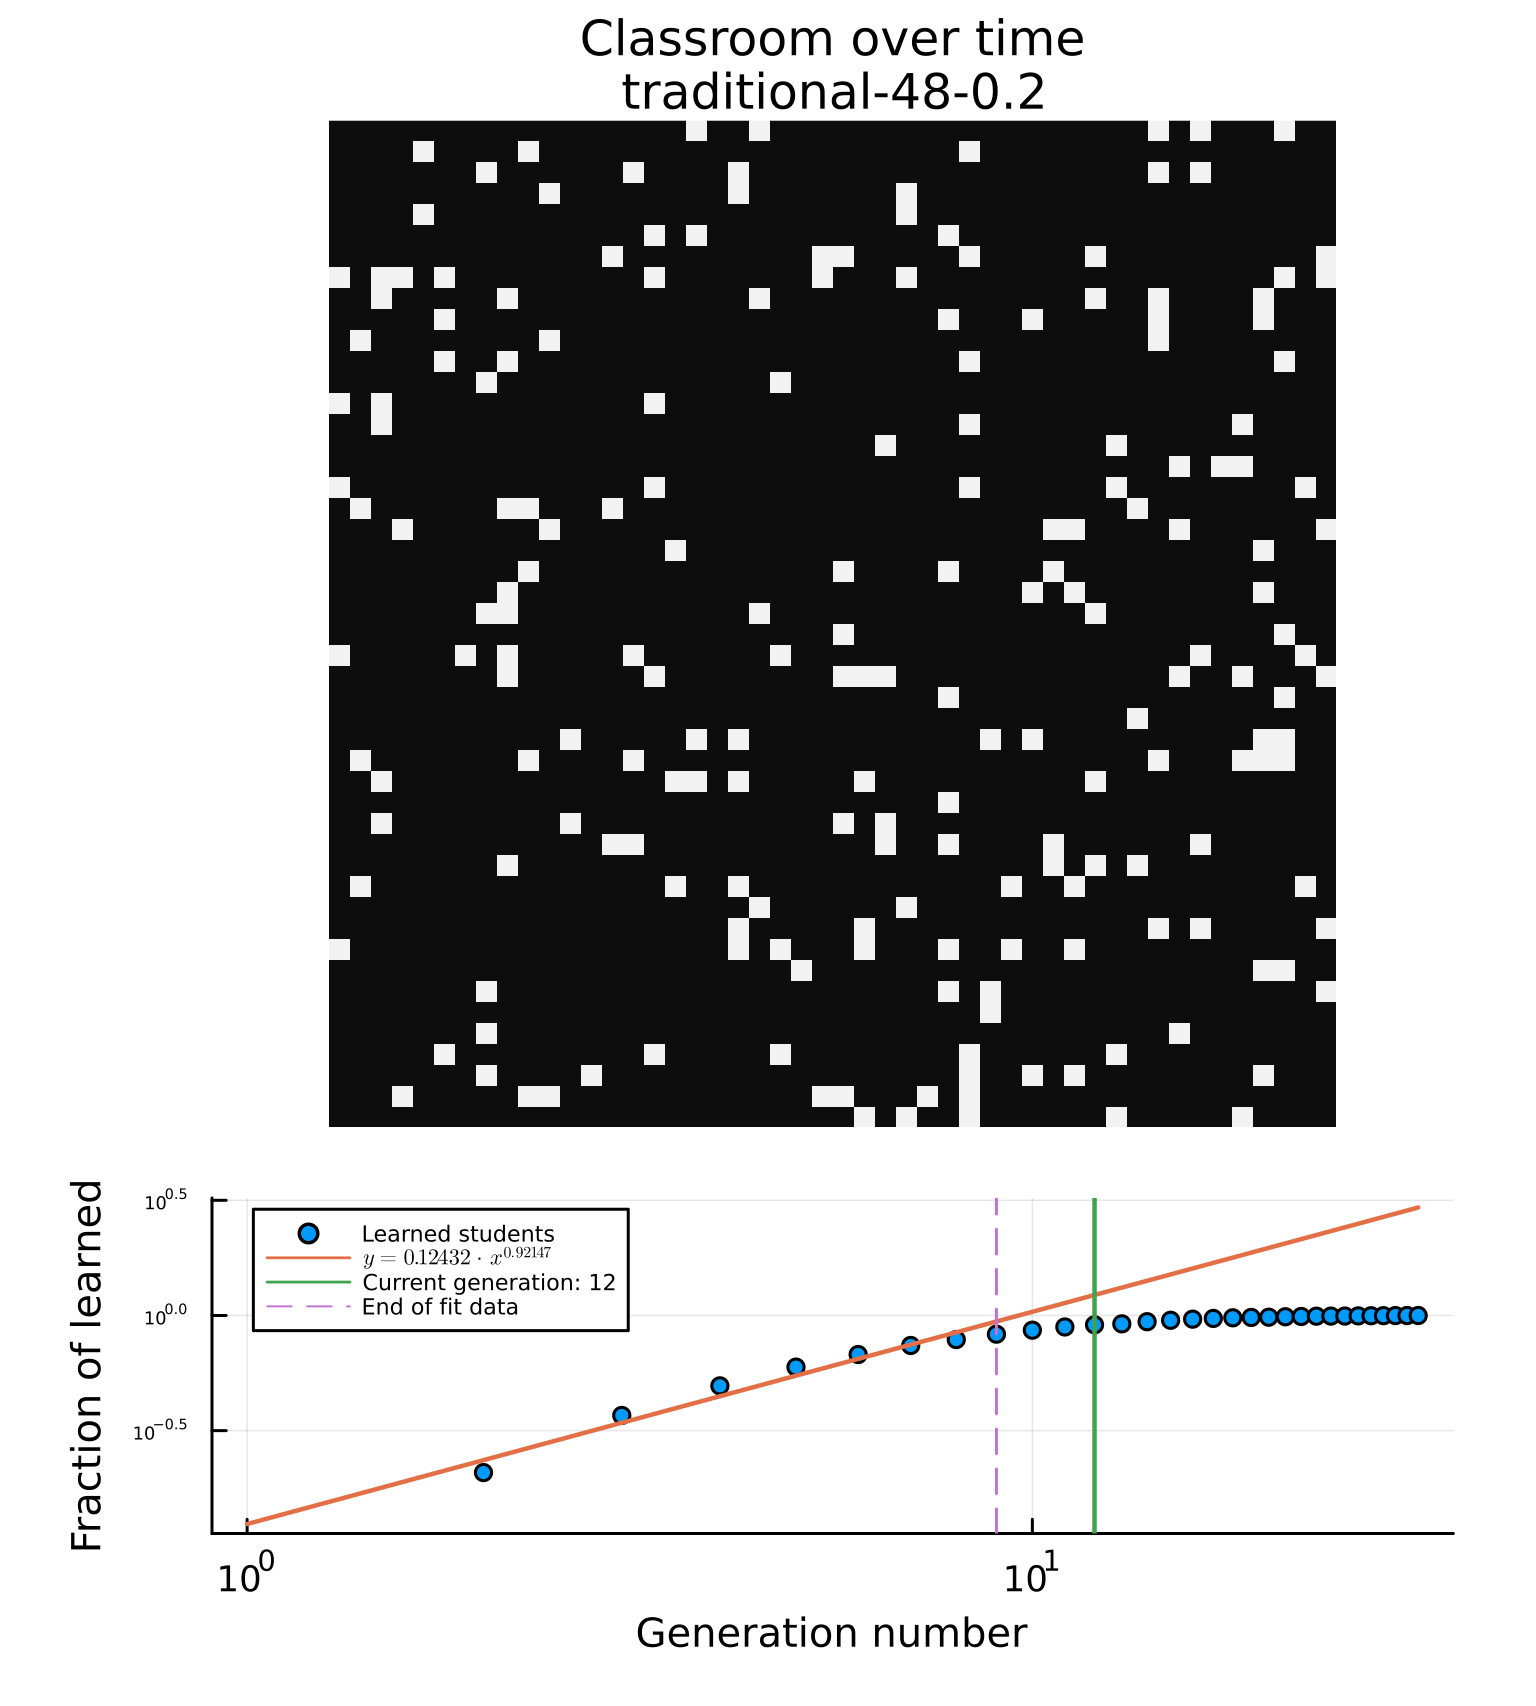 Classroom over time
traditional-48-0.2
Fraction of learned
10^0.5
10^0.0
10^−0.5
Learned students
y = 0.12432 · x^0.92147
Current generation: 12
End of fit data
10^0
10^1
Generation number